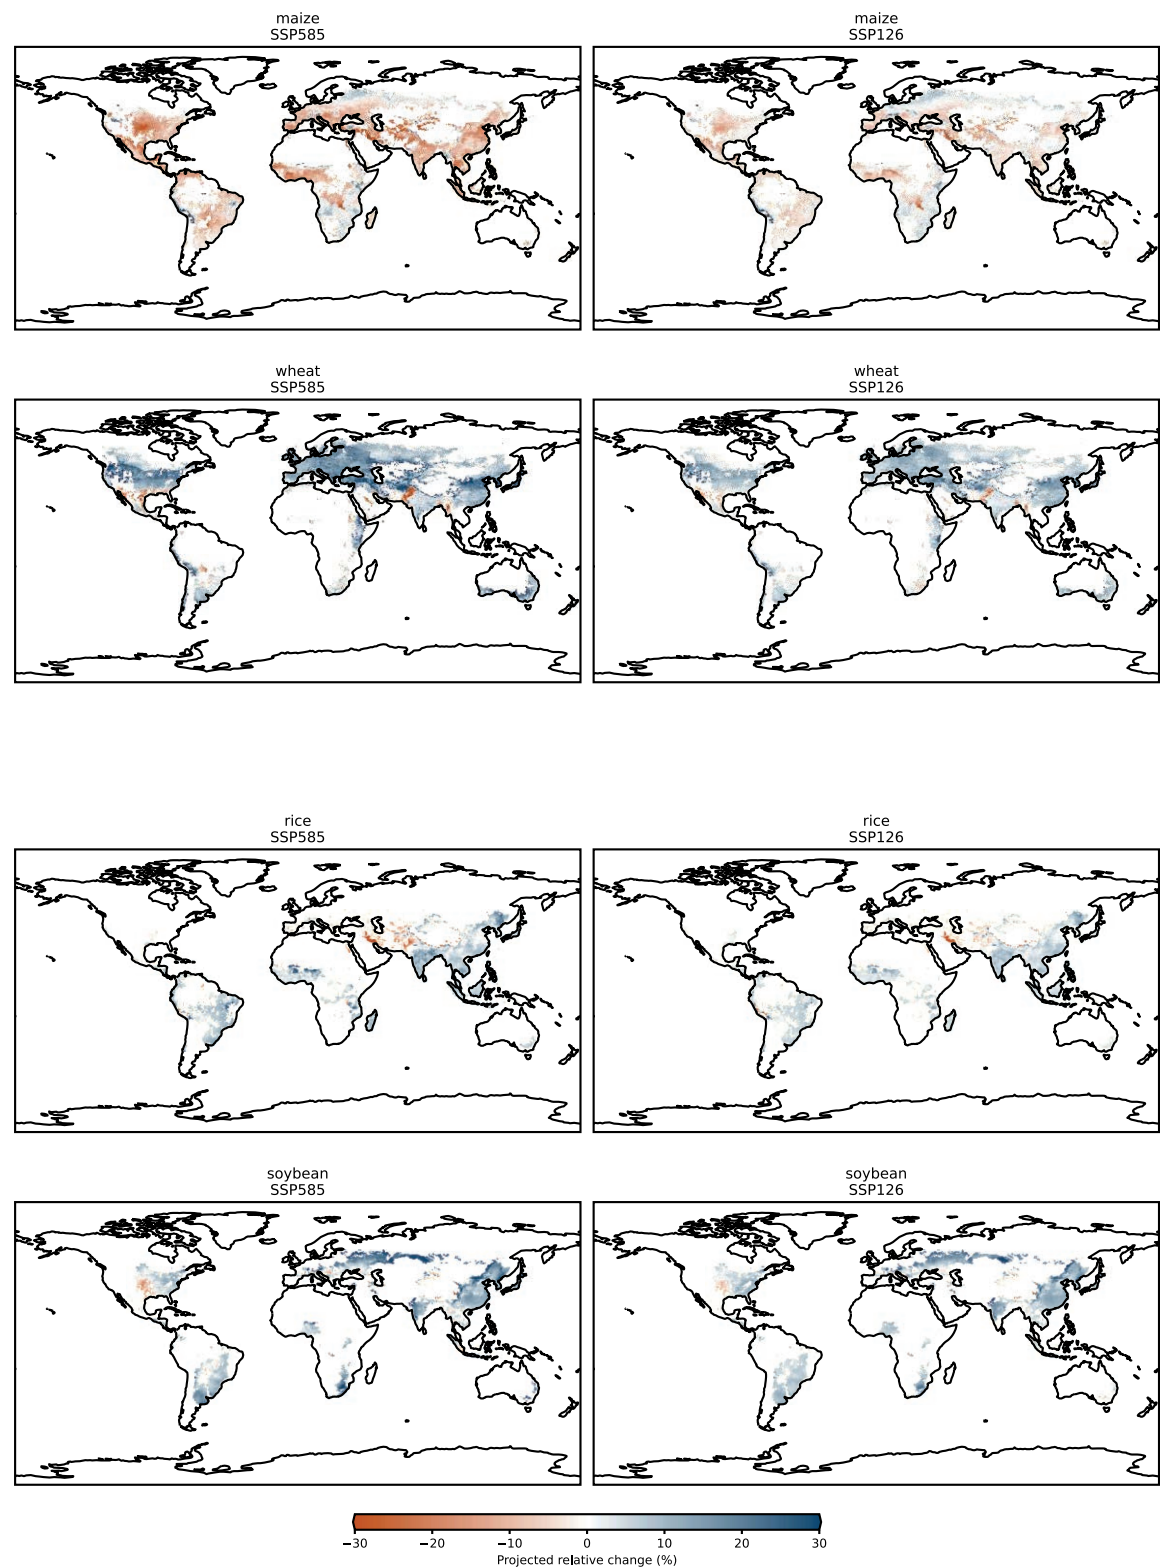 maize
SSP585
maize
SSP126
wheat
SSP585
wheat
SSP126
rice
SSP585
rice
SSP126
soybean
SSP585
soybean
SSP126
−30 −20 −10 0 10 20 30
Projected relative change (%)